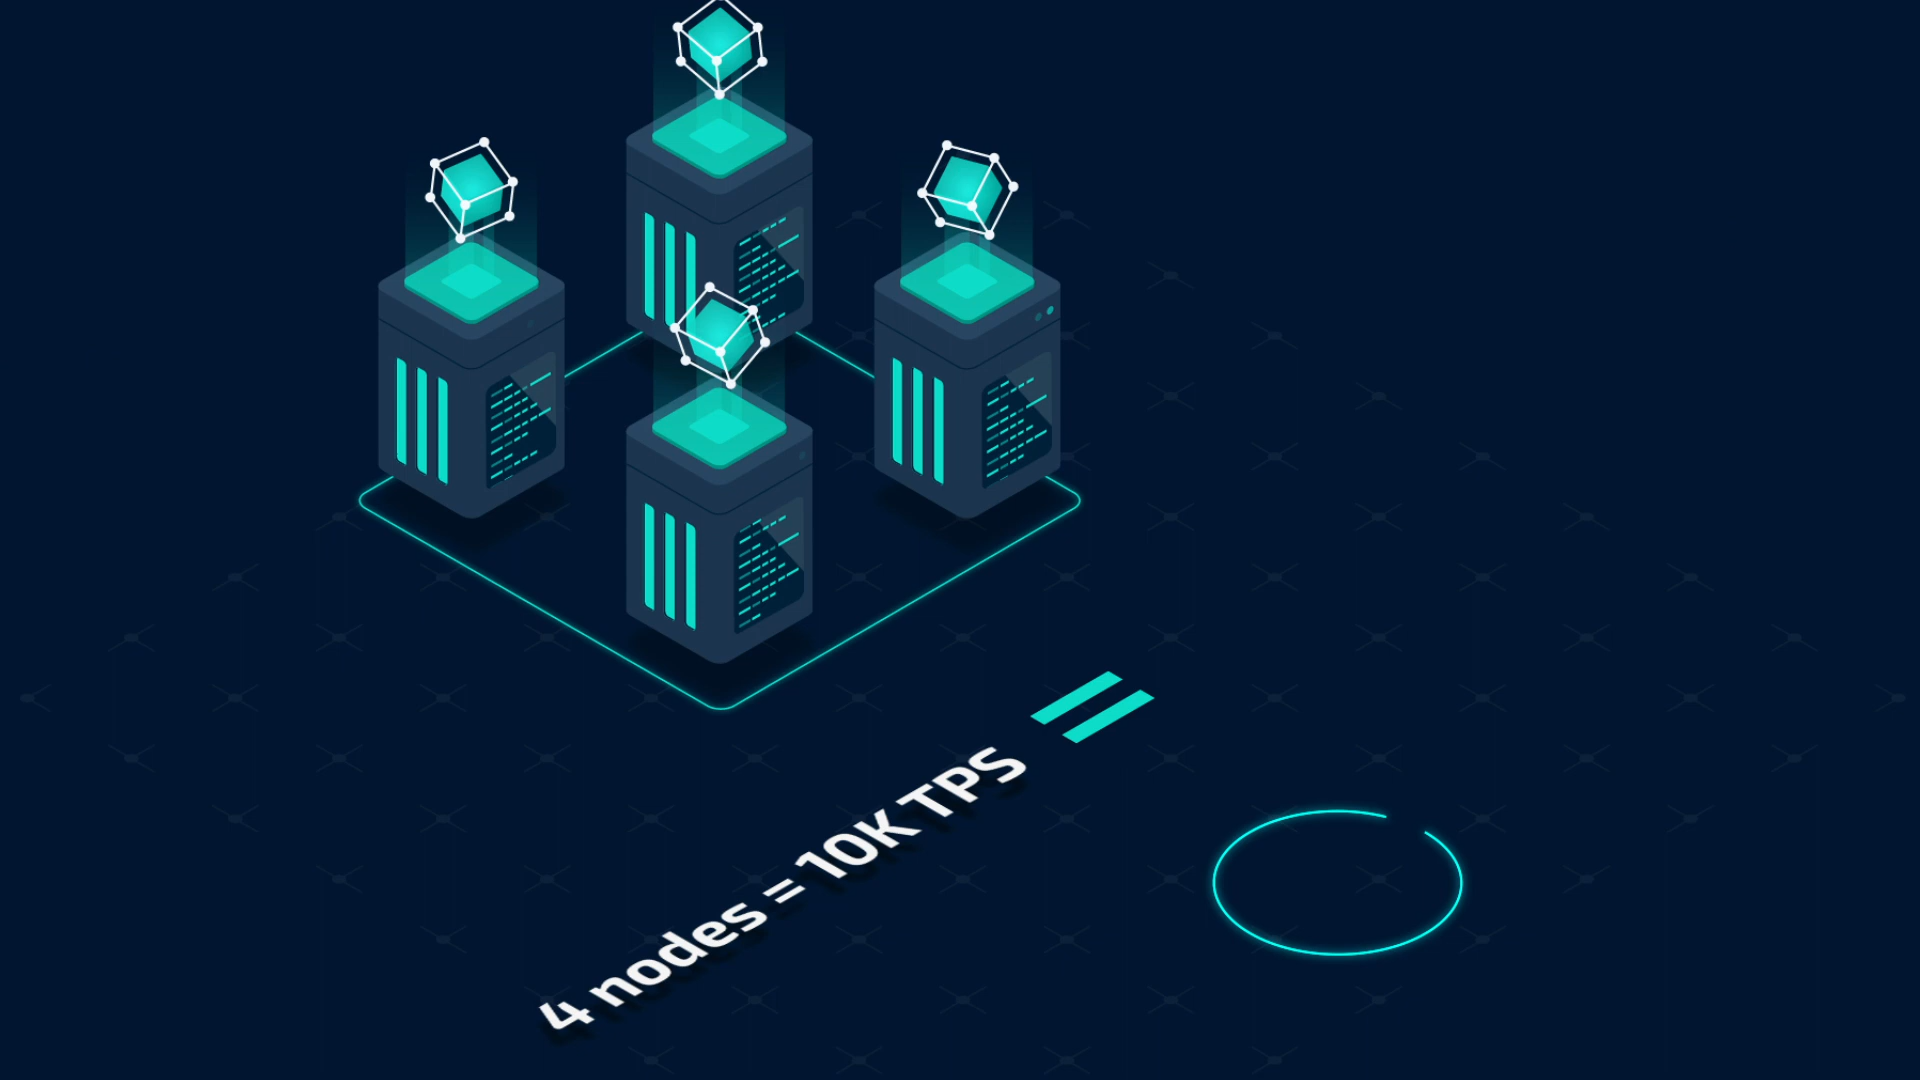 4 nodes = 10K TPS
=